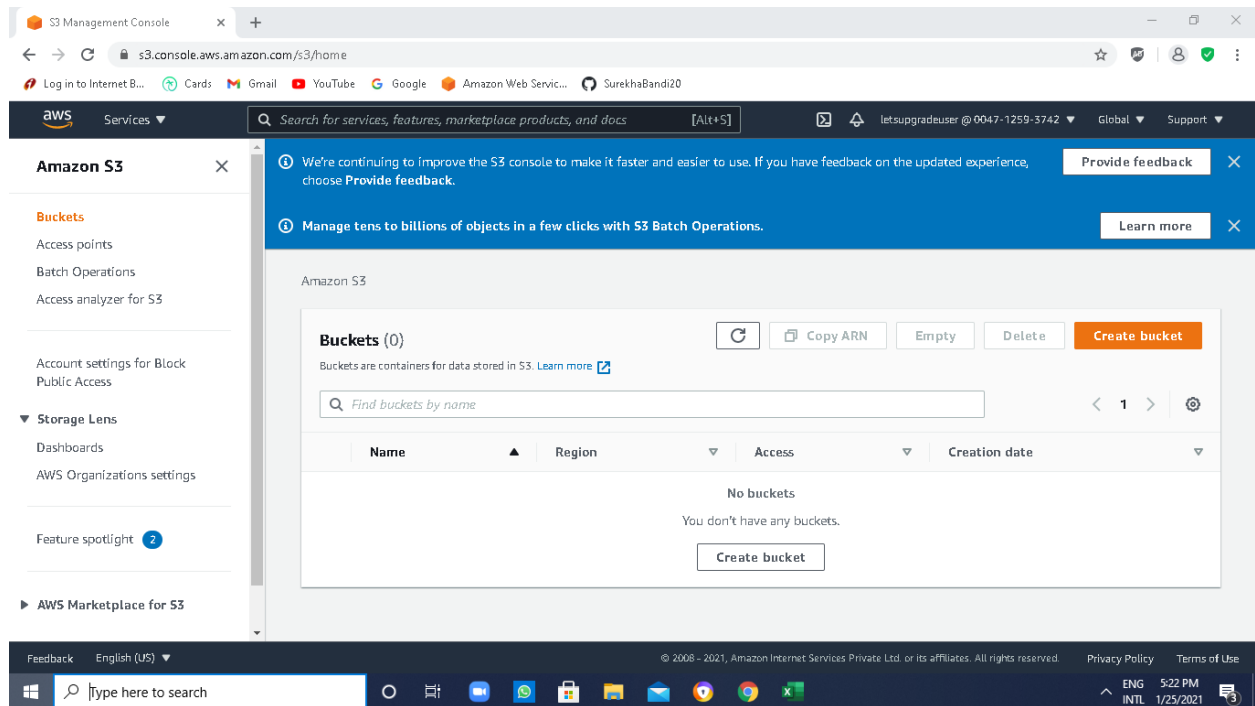 S3 Management Console
s3.console.aws.amazon.com/s3/home
Log in to Internet B... Cards Gmail YouTube Google Amazon Web Servic... SurekhaBandi20
aws Services ▼ Search for services, features, marketplace products, and docs [Alt+S] letsupgradeuser @ 0047-1259-3742 ▼ Global ▼ Support ▼
Amazon S3
Buckets
Access points
Batch Operations
Access analyzer for S3
Account settings for Block
Public Access
Storage Lens
Dashboards
AWS Organizations settings
Feature spotlight 2
AWS Marketplace for S3
We're continuing to improve the S3 console to make it faster and easier to use. If you have feedback on the updated experience,
choose Provide feedback.
Provide feedback
Manage tens to billions of objects in a few clicks with S3 Batch Operations.
Learn more
Amazon S3
Buckets (0)
Copy ARN Empty Delete Create bucket
Buckets are containers for data stored in S3. Learn more
Find buckets by name
1
Name Region Access Creation date
No buckets
You don't have any buckets.
Create bucket
Feedback English (US) ▼ © 2008 - 2021, Amazon Internet Services Private Ltd. or its affiliates. All rights reserved. Privacy Policy Terms of Use
Type here to search
ENG
INTL
5:22 PM
1/25/2021
3